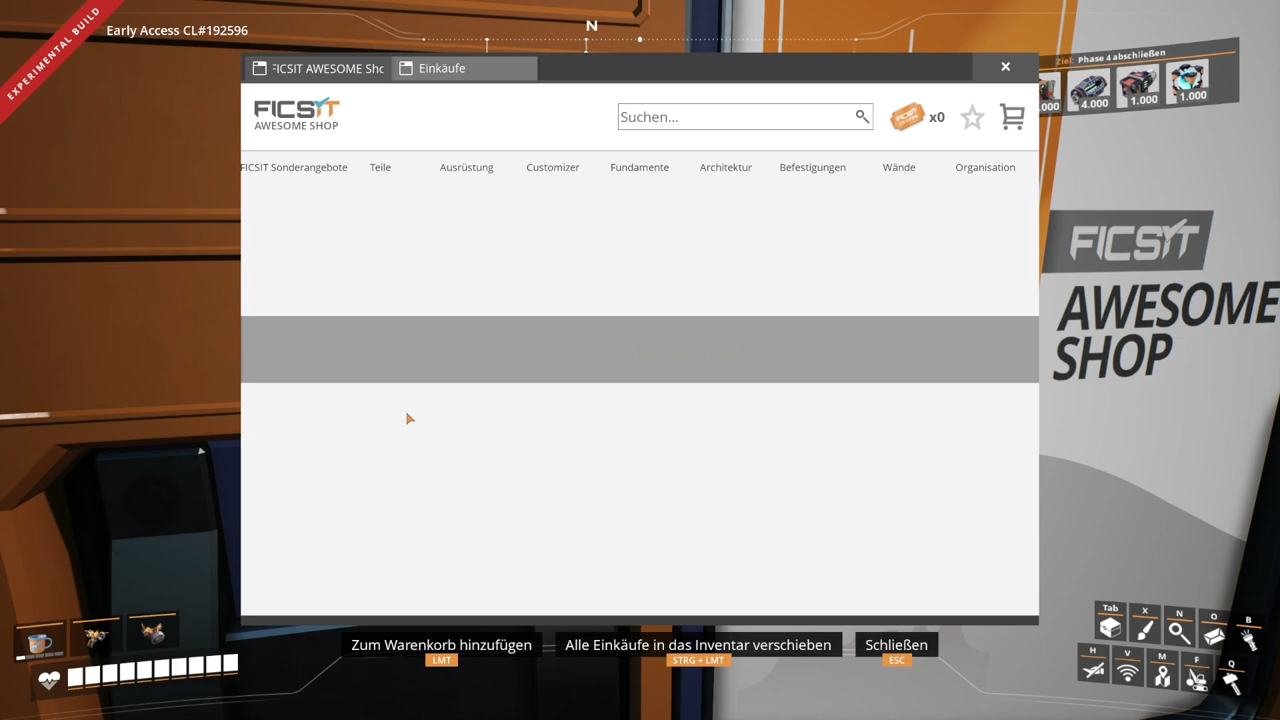 EXPERIMENTAL BUILD
Early Access CL#192596
N
FICSIT AWESOME Sho
Einkäufe
×
Ziel: Phase 4 abschließen
.000
4.000
1.000
1.000
FICSIT
AWESOME SHOP
Suchen...
x0
FICSIT Sonderangebote
Teile
Ausrüstung
Customizer
Fundamente
Architektur
Befestigungen
Wände
Organisation
FICSIT
AWESOME
SHOP
Zum Warenkorb hinzufügen
LMT
Alle Einkäufe in das Inventar verschieben
STRG + LMT
Schließen
ESC
Tab
X
N
O
B
H
V
M
F
Q